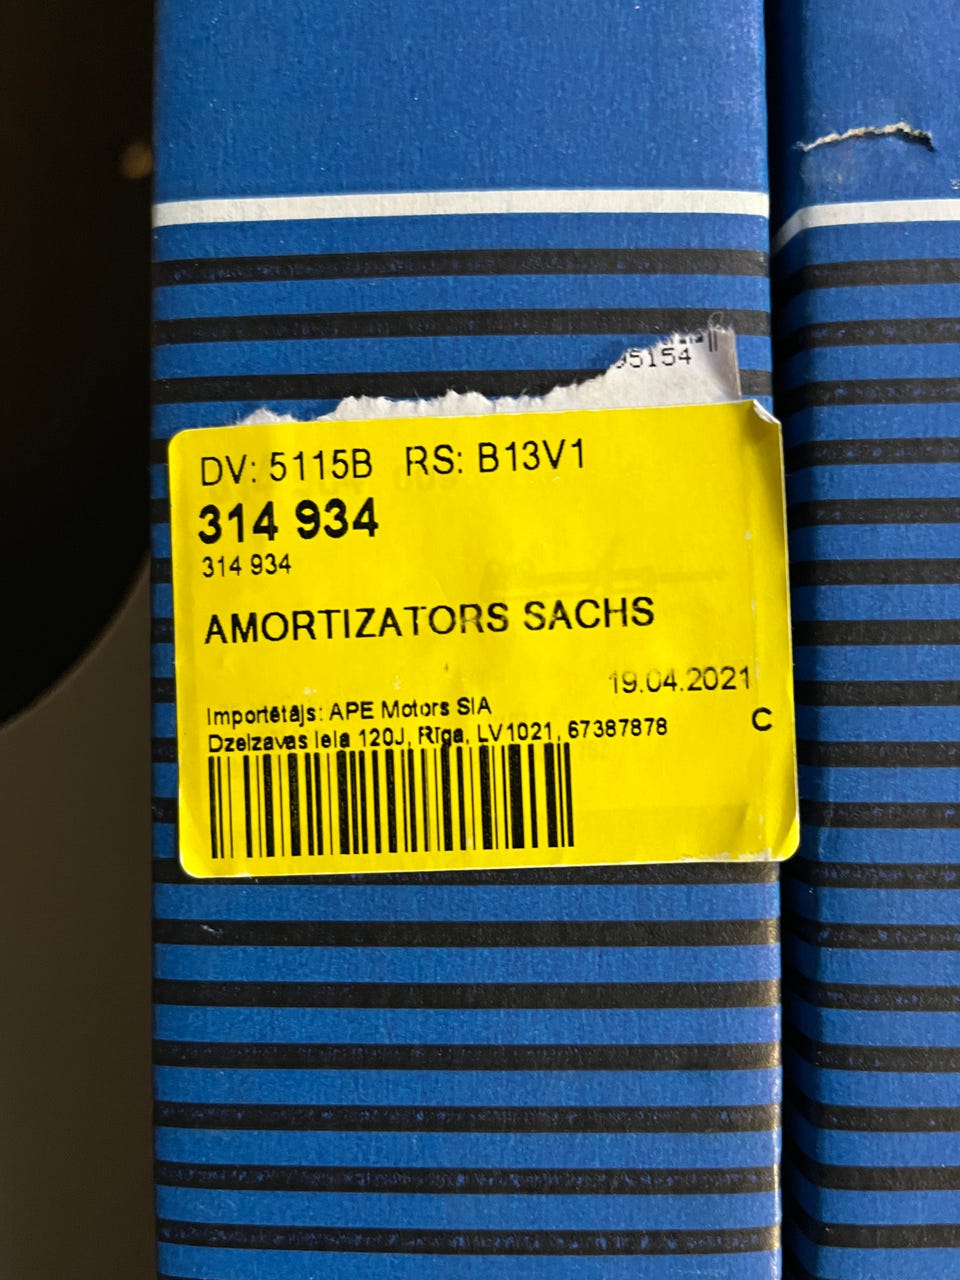 95154
DV: 5115B RS: B13V1
314 934
314 934
AMORTIZATORS SACHS
19.04.2021
Importētājs: APE Motors SIA
Dzelzavas iela 120J, Rīga, LV1021, 67387878
C